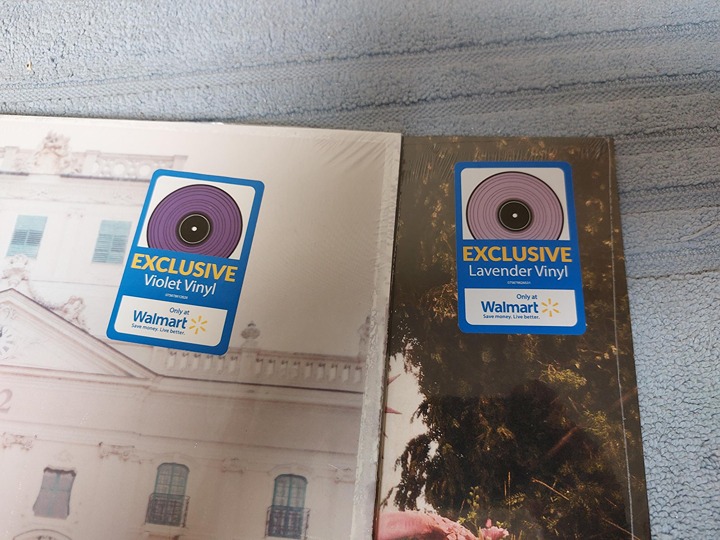 EXCLUSIVE
Violet Vinyl
Only at
Walmart
Save money. Live better.
EXCLUSIVE
Lavender Vinyl
Only at
Walmart
Save money. Live better.
2